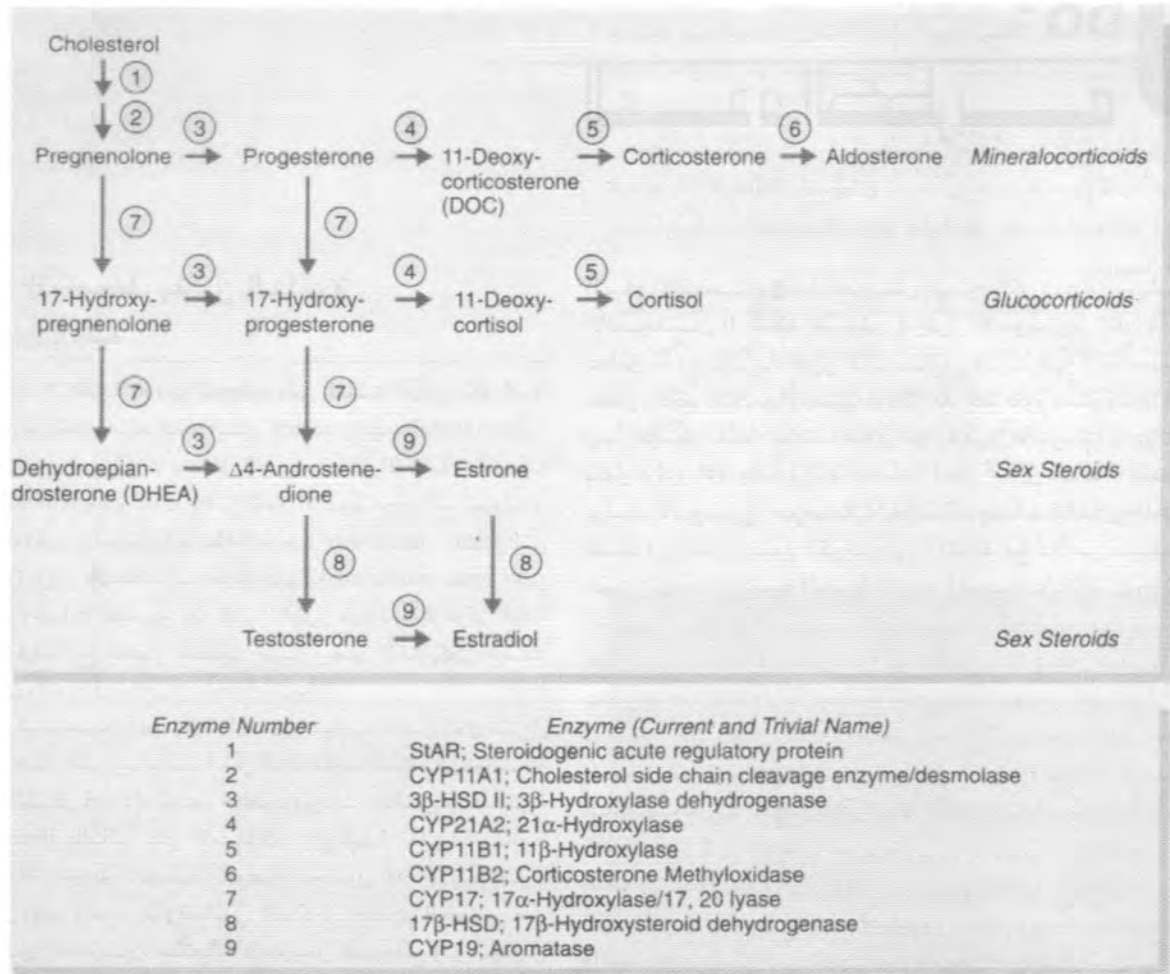 Cholesterol
1
2
Pregnenolone 3 Progesterone 4 11-Deoxy- 5 Corticosterone 6 Aldosterone Mineralocorticoids
corticosterone
(DOC)
7 7
17-Hydroxy- 3 17-Hydroxy- 4 11-Deoxy- 5 Cortisol Glucocorticoids
pregnenolone progesterone cortisol
7 7
Dehydroepian- 3 Δ4-Androstene- 9 Estrone Sex Steroids
drosterone (DHEA) dione
8 8
Testosterone 9 Estradiol Sex Steroids
Enzyme Number Enzyme (Current and Trivial Name)
1 StAR; Steroidogenic acute regulatory protein
2 CYP11A1; Cholesterol side chain cleavage enzyme/desmolase
3 3β-HSD II; 3β-Hydroxylase dehydrogenase
4 CYP21A2; 21α-Hydroxylase
5 CYP11B1; 11β-Hydroxylase
6 CYP11B2; Corticosterone Methyloxidase
7 CYP17; 17α-Hydroxylase/17, 20 lyase
8 17β-HSD; 17β-Hydroxysteroid dehydrogenase
9 CYP19; Aromatase